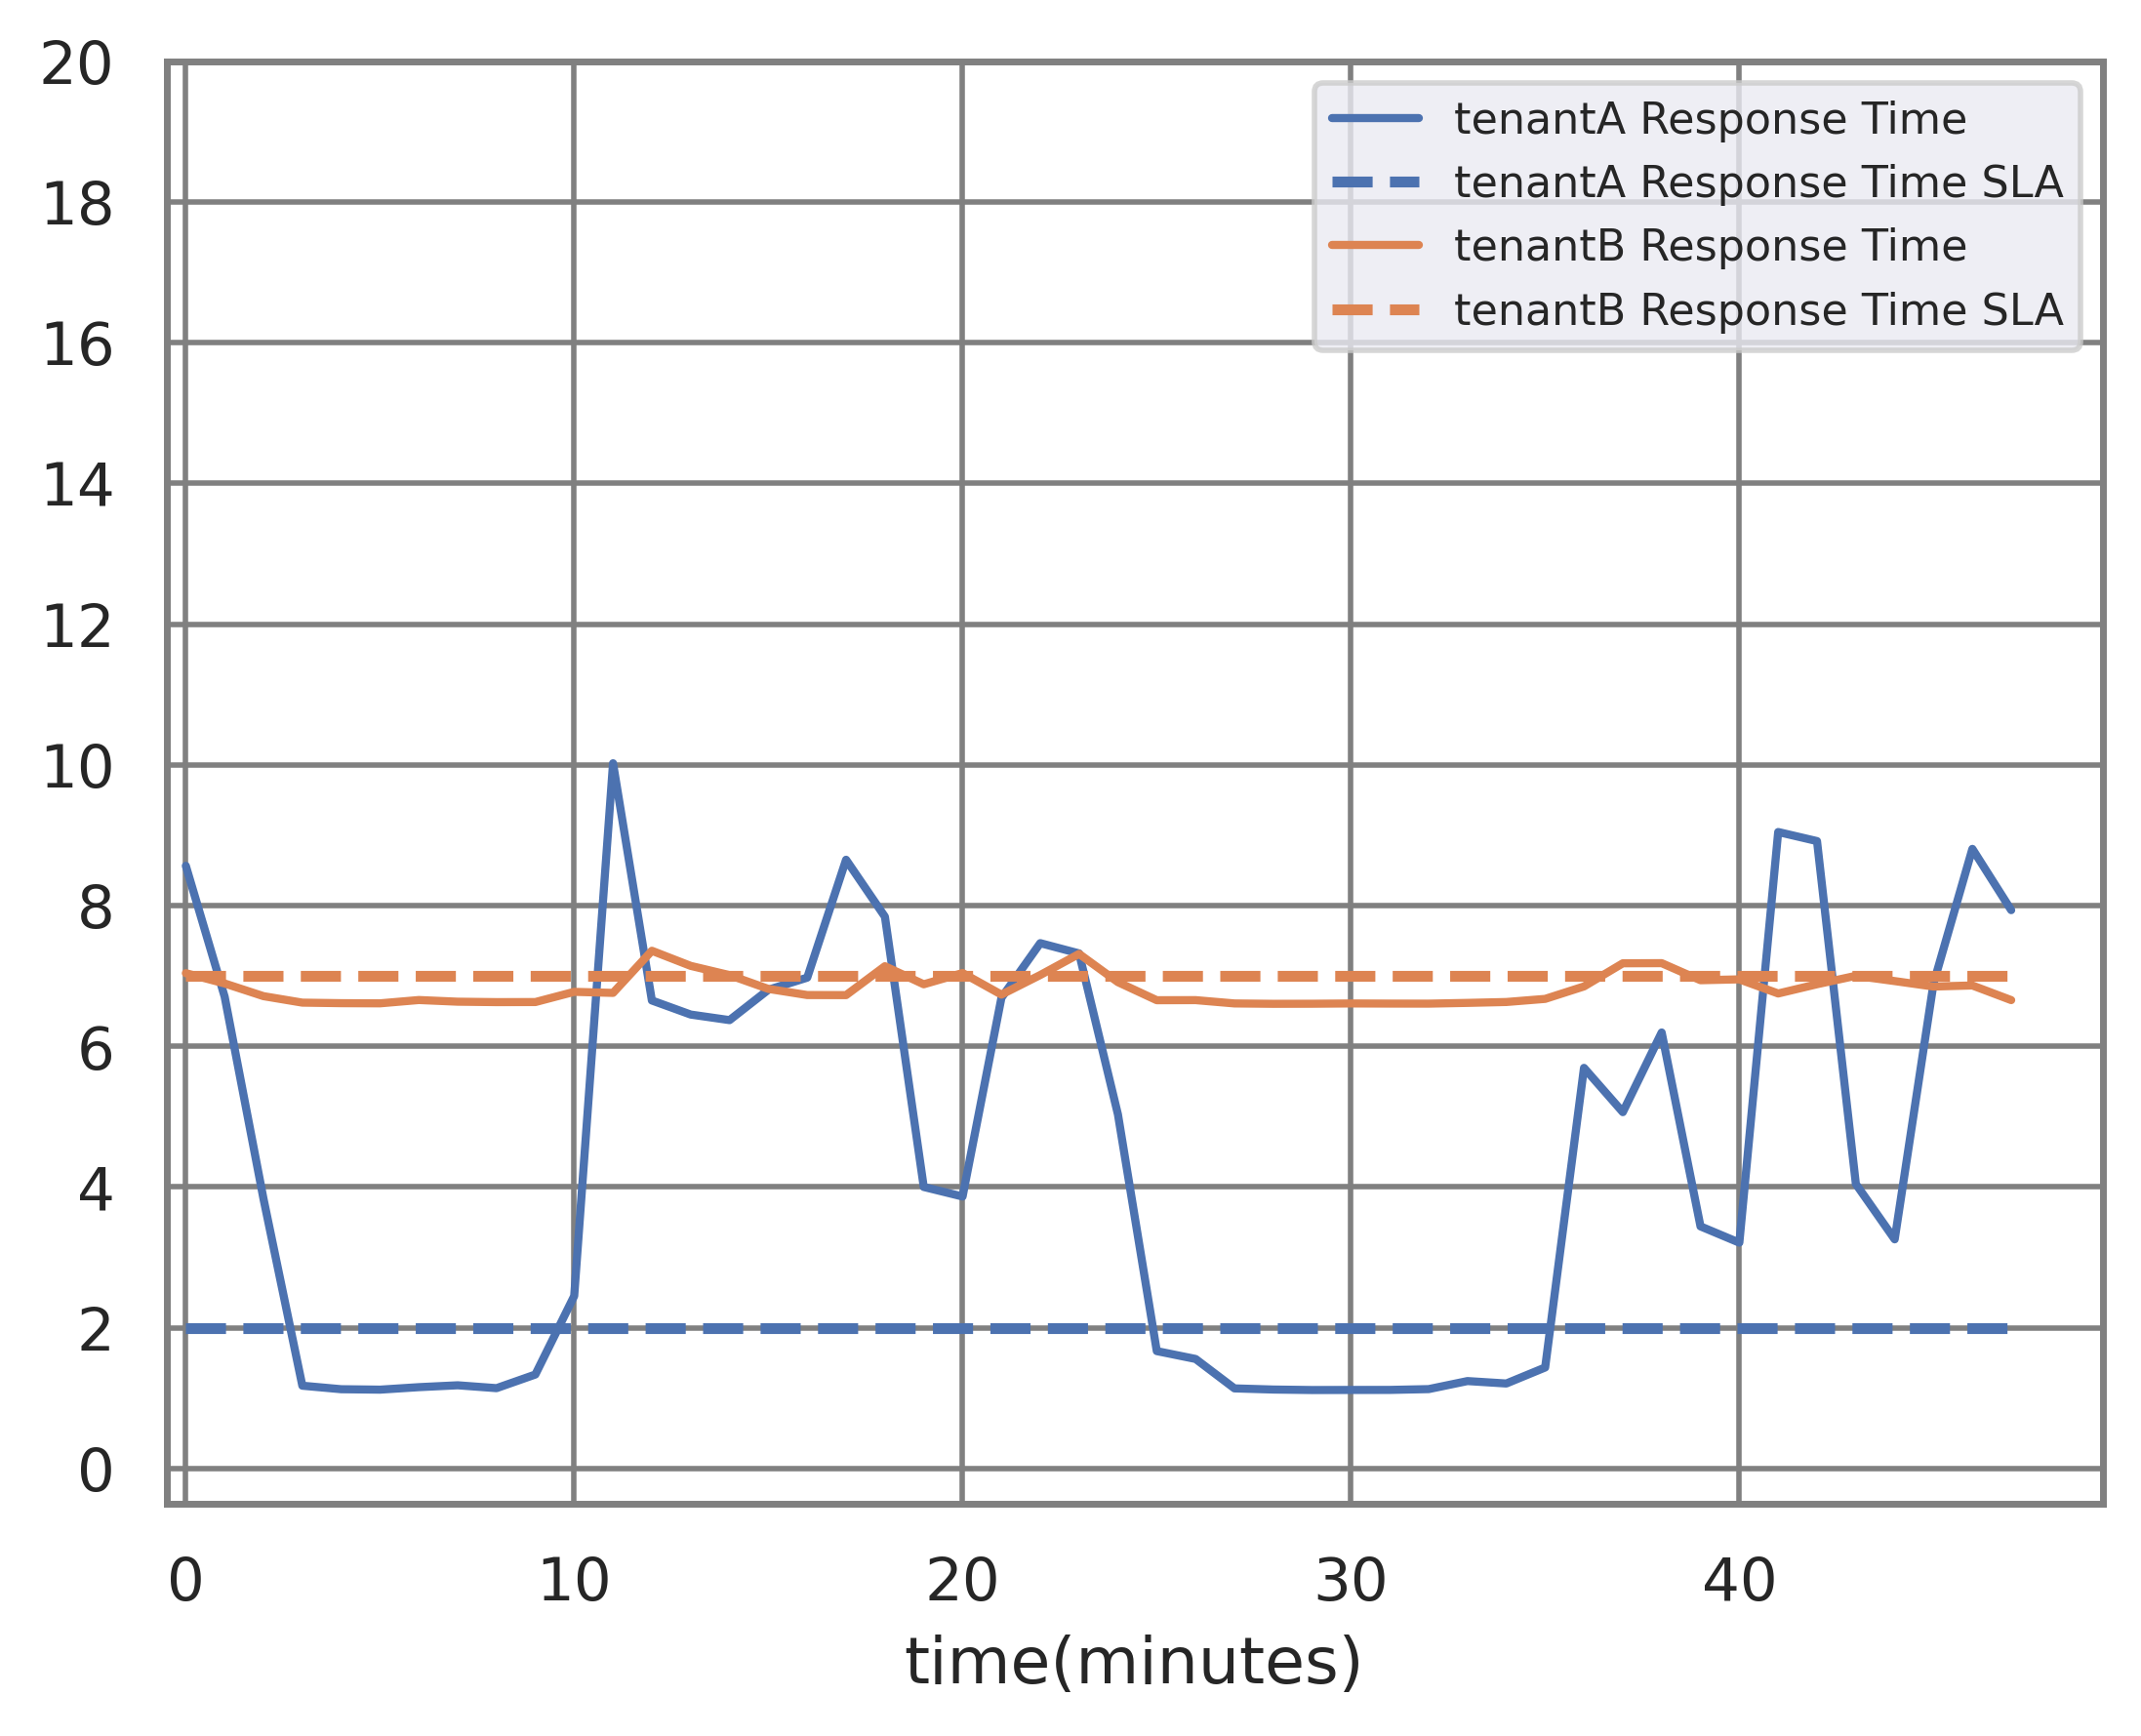 20
18
16
14
12
10
8
6
4
2
0
tenantA Response Time
tenantA Response Time SLA
tenantB Response Time
tenantB Response Time SLA
0 10 20 30 40
time(minutes)